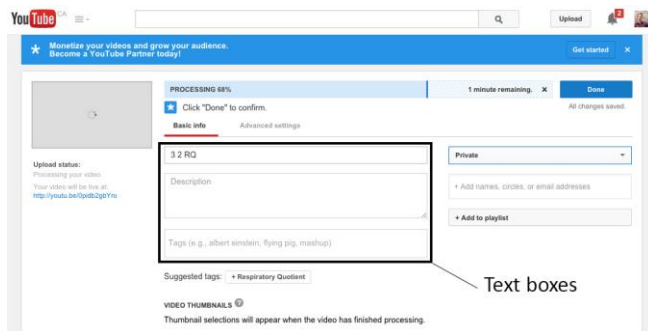 YouTube CA
Upload
2
Monetize your videos and grow your audience.
Become a YouTube Partner today!
Get started ×
PROCESSING 68%
1 minute remaining. ×
Done
Click "Done" to confirm.
All changes saved.
Basic info
Advanced settings
3 2 RQ
Private
Upload status:
Processing your video.
Your video will be live at:
http://youtu.be/0pidb2gbYro
Description
+ Add names, circles, or email addresses
+ Add to playlist
Tags (e.g., albert einstein, flying pig, mashup)
Suggested tags: + Respiratory Quotient
Text boxes
VIDEO THUMBNAILS ?
Thumbnail selections will appear when the video has finished processing.